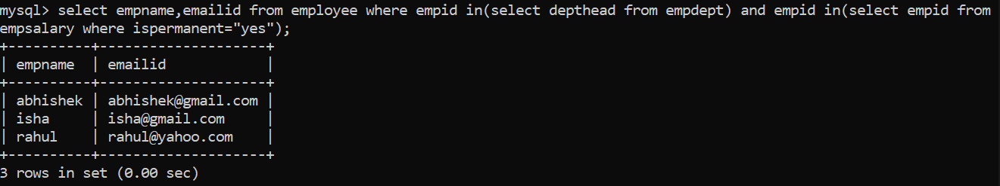 mysql> select empname,emailid from employee where empid in(select depthead from empdept) and empid in(select empid from
empsalary where ispermanent="yes");
+----------+--------------------+
| empname  | emailid            |
+----------+--------------------+
| abhishek | abhishek@gmail.com |
| isha     | isha@gmail.com     |
| rahul    | rahul@yahoo.com    |
+----------+--------------------+
3 rows in set (0.00 sec)